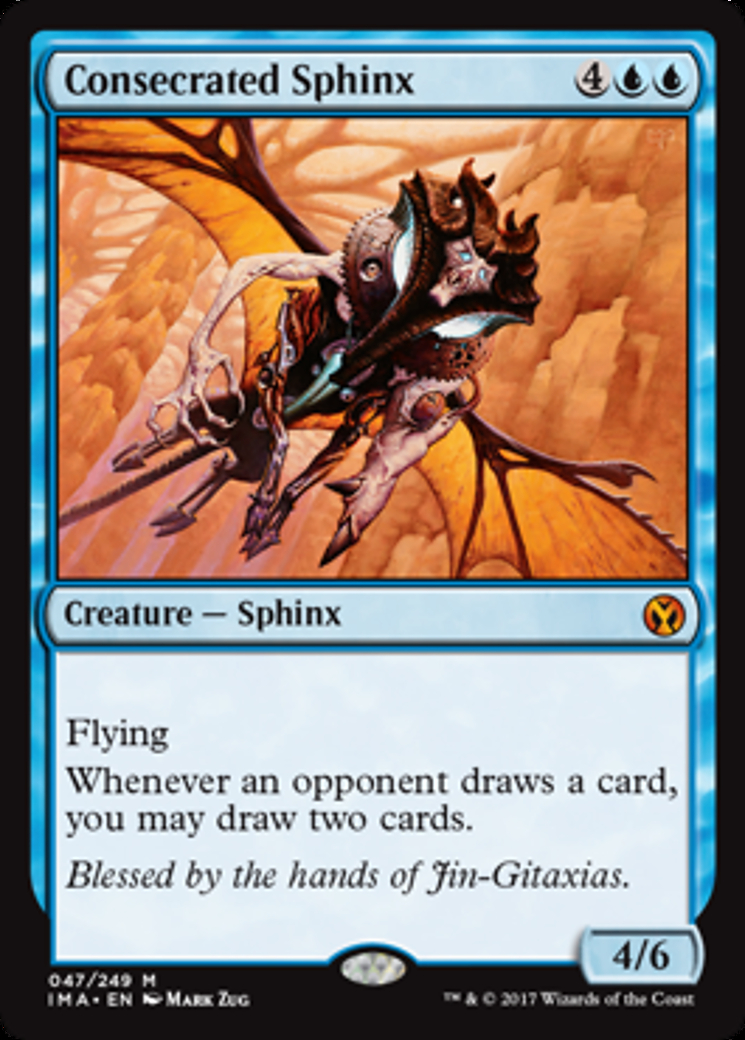 Consecrated Sphinx 4
Creature — Sphinx
Flying
Whenever an opponent draws a card,
you may draw two cards.
Blessed by the hands of Jin-Gitaxias.
4/6
047/249 M
IMA • EN Mark Zug
™ & © 2017 Wizards of the Coast